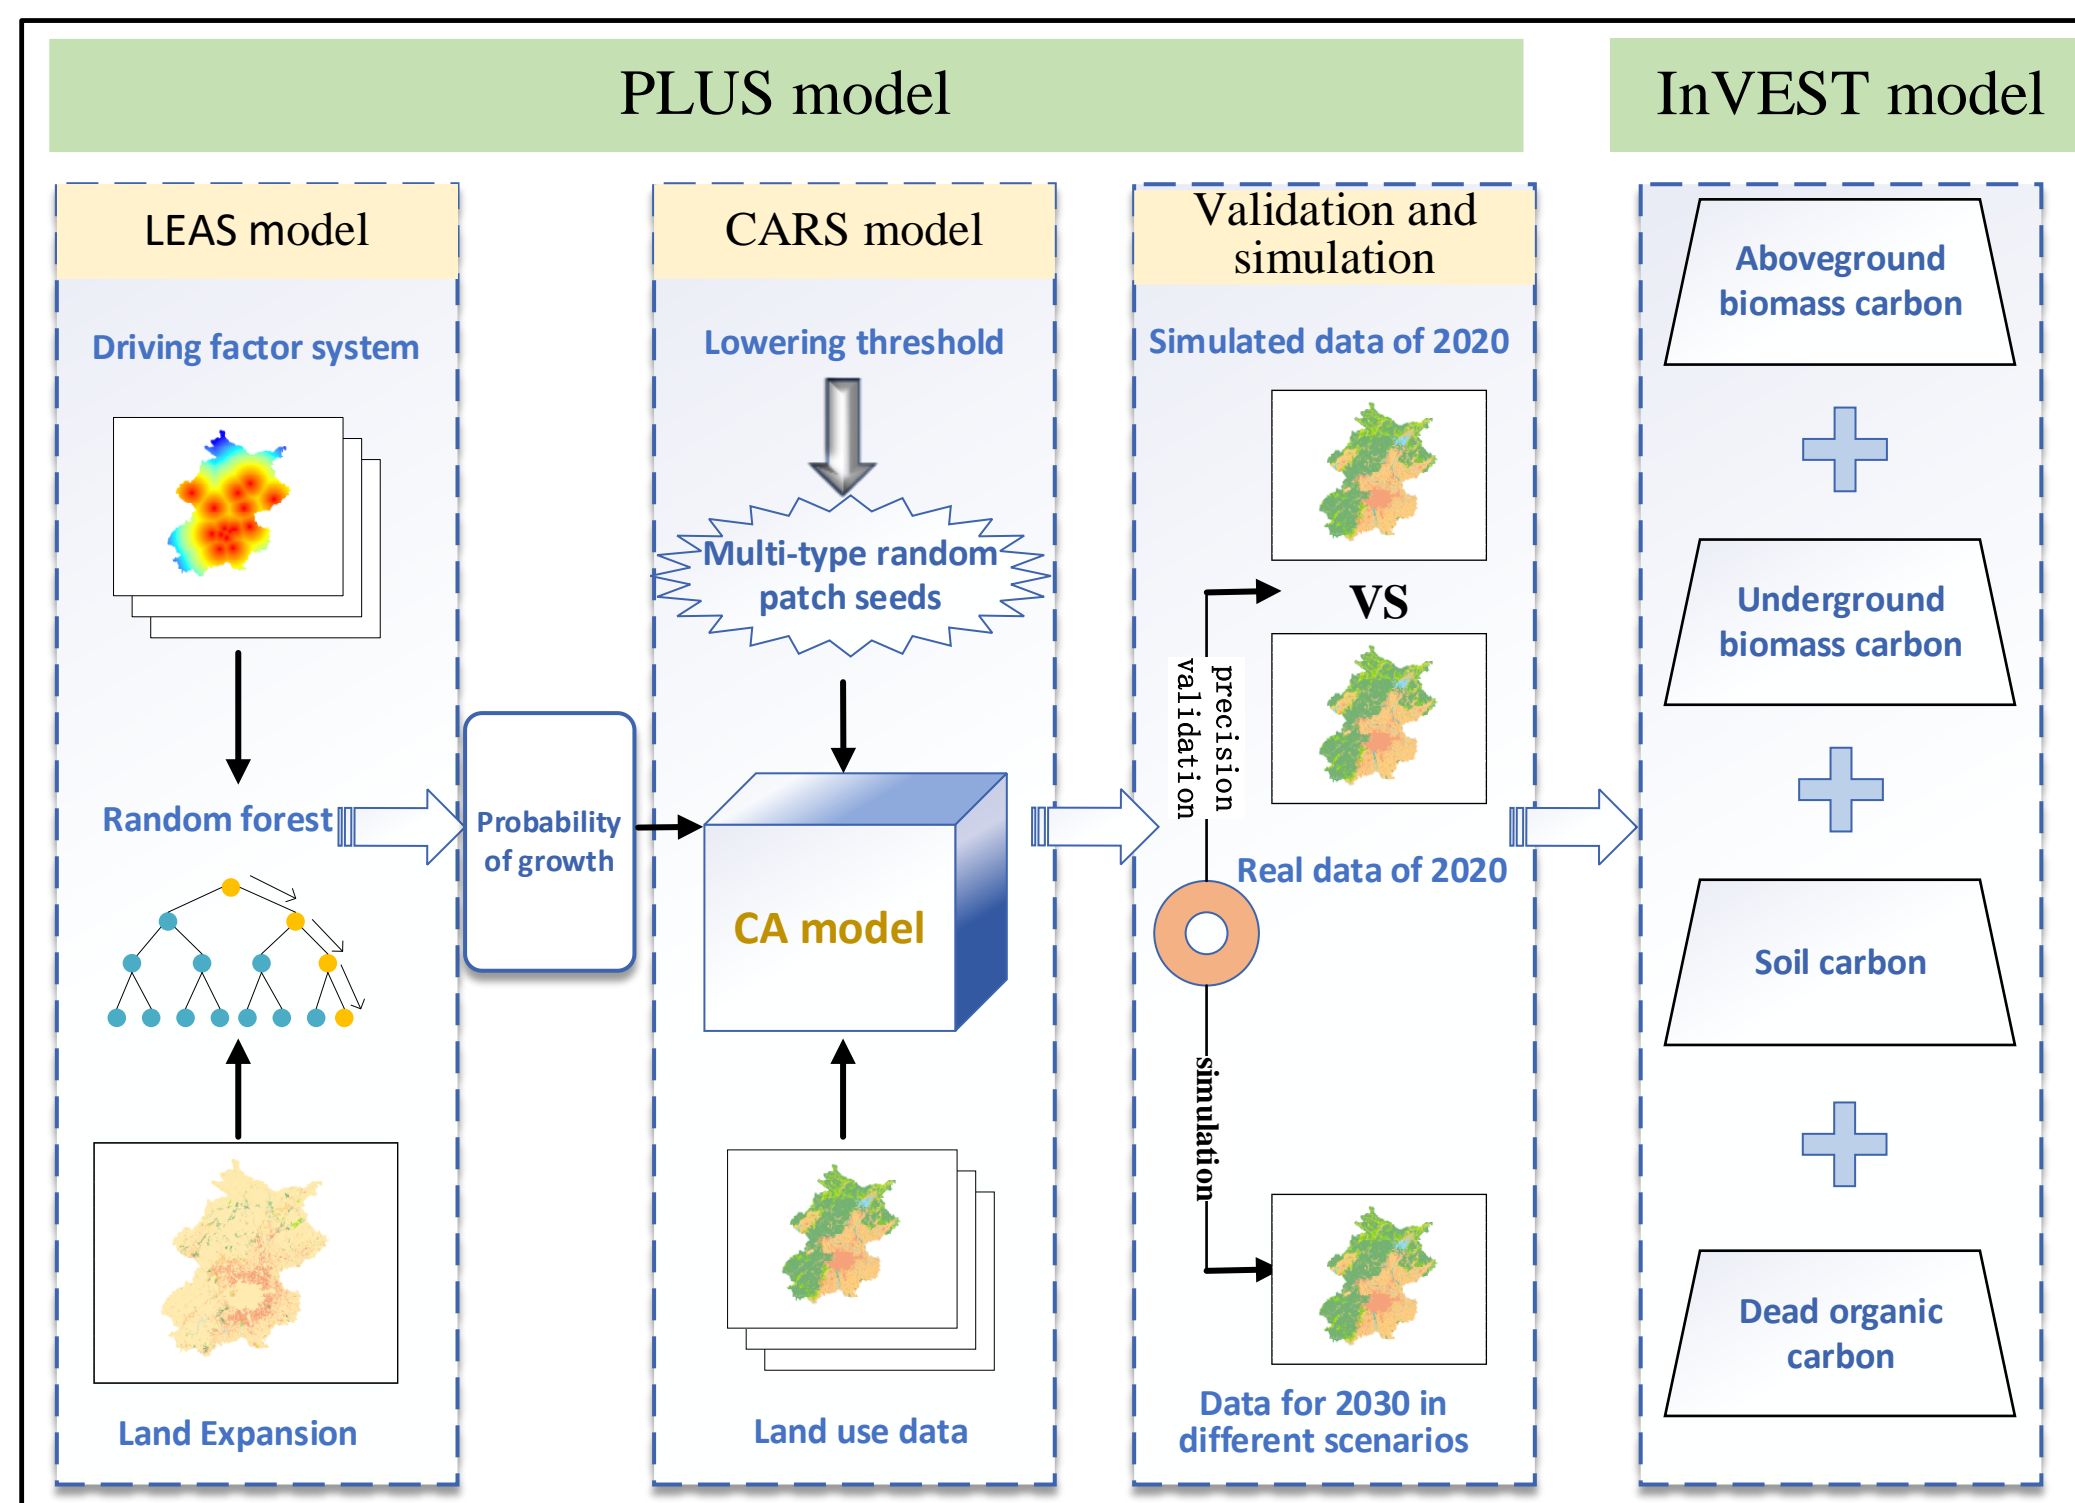 PLUS model
InVEST model
LEAS model
Driving factor system
Random forest
Land Expansion
Probability
of growth
CARS model
Lowering threshold
Multi-type random
patch seeds
CA model
Land use data
Validation and
simulation
Simulated data of 2020
VS
precision
validation
Real data of 2020
simulation
Data for 2030 in
different scenarios
Aboveground
biomass carbon
Underground
biomass carbon
Soil carbon
Dead organic
carbon